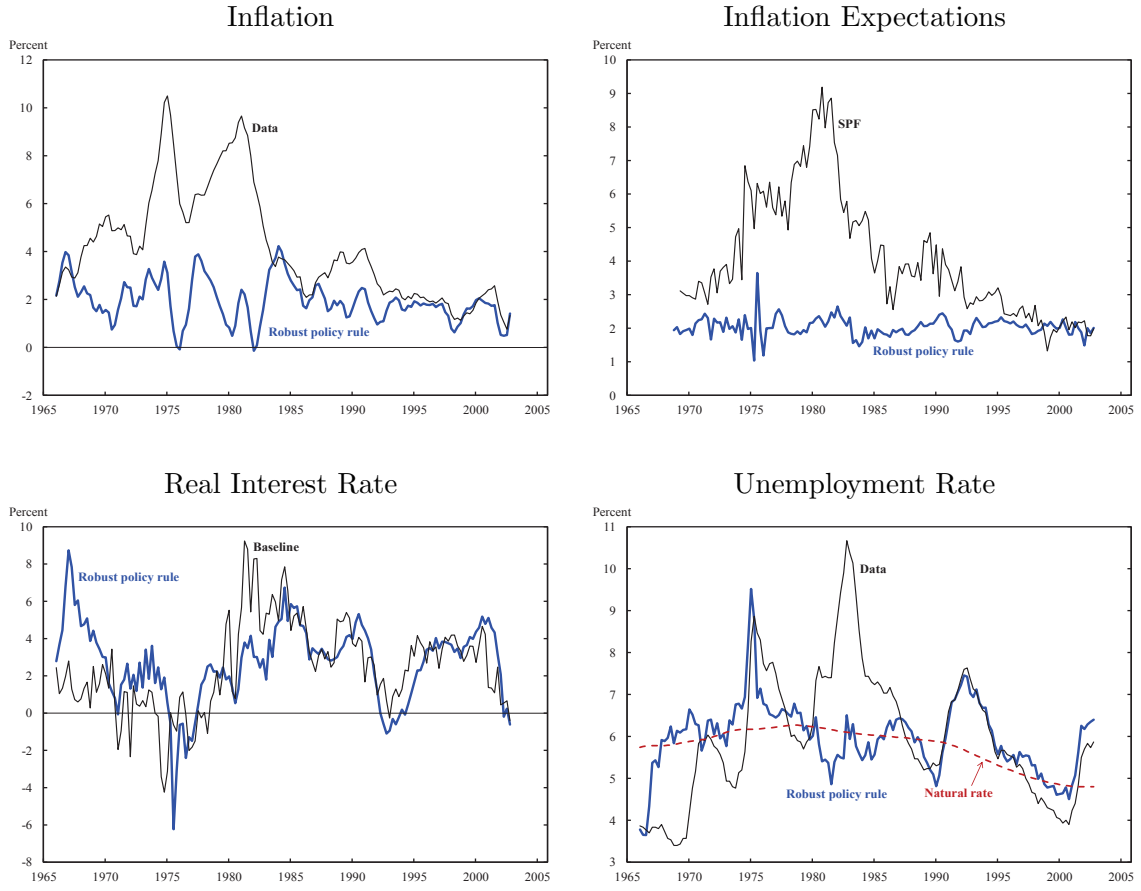 Inflation
Percent
12
10
8
6
4
2
0
-2
Data
Robust policy rule
1965 1970 1975 1980 1985 1990 1995 2000 2005
Inflation Expectations
Percent
10
9
8
7
6
5
4
3
2
1
0
SPF
Robust policy rule
1965 1970 1975 1980 1985 1990 1995 2000 2005
Real Interest Rate
Percent
10
8
6
4
2
0
-2
-4
-6
-8
Baseline
Robust policy rule
1965 1970 1975 1980 1985 1990 1995 2000 2005
Unemployment Rate
Percent
11
10
9
8
7
6
5
4
3
Data
Robust policy rule
Natural rate
1965 1970 1975 1980 1985 1990 1995 2000 2005